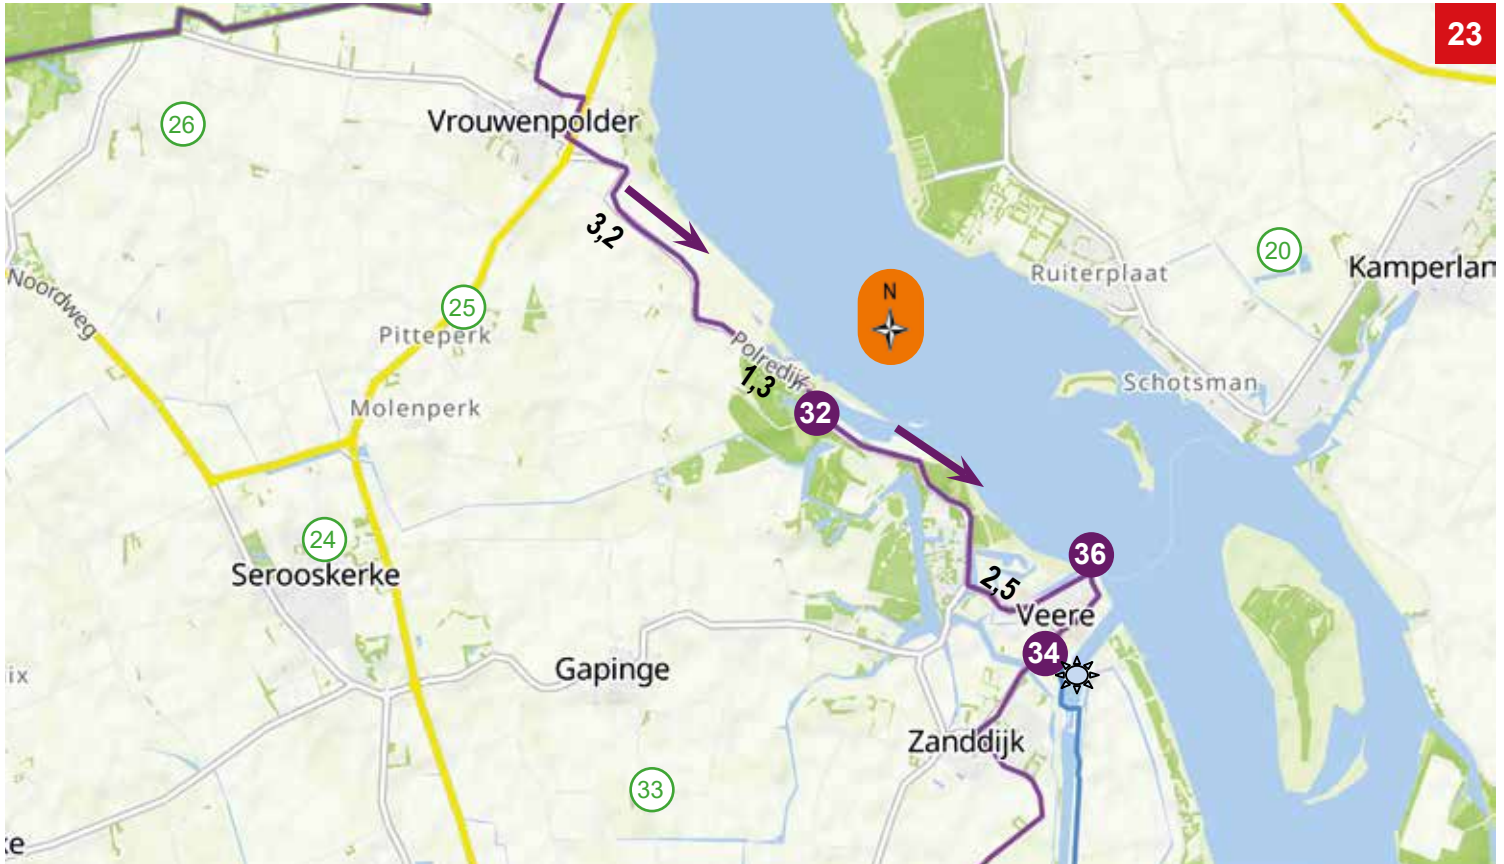 23
26
Vrouwenpolder
3,2
N
20
Ruiterplaat
Kamperlan
Noordweg
25
Pitteperk
Polredijk
1,3
Schotsman
Molenperk
32
24
Serooskerke
36
2,5
Veere
34
Gapinge
ix
Zanddijk
33
ke